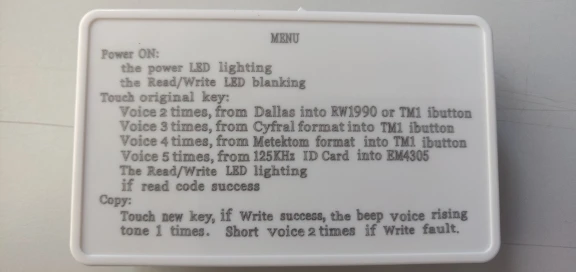 MENU
Power ON:
the power LED lighting
the Read/Write LED blanking
Touch original key:
Voice 2 times, from Dallas into RW1990 or TM1 ibutton
Voice 3 times, from Cyfral format into TM1 ibutton
Voice 4 times, from Metektom format into TM1 ibutton
Voice 5 times, from 125KHz ID Card into EM4305
The Read/Write LED lighting
if read code success
Copy:
Touch new key, if Write success, the beep voice rising
tone 1 times. Short voice 2 times if Write fault.